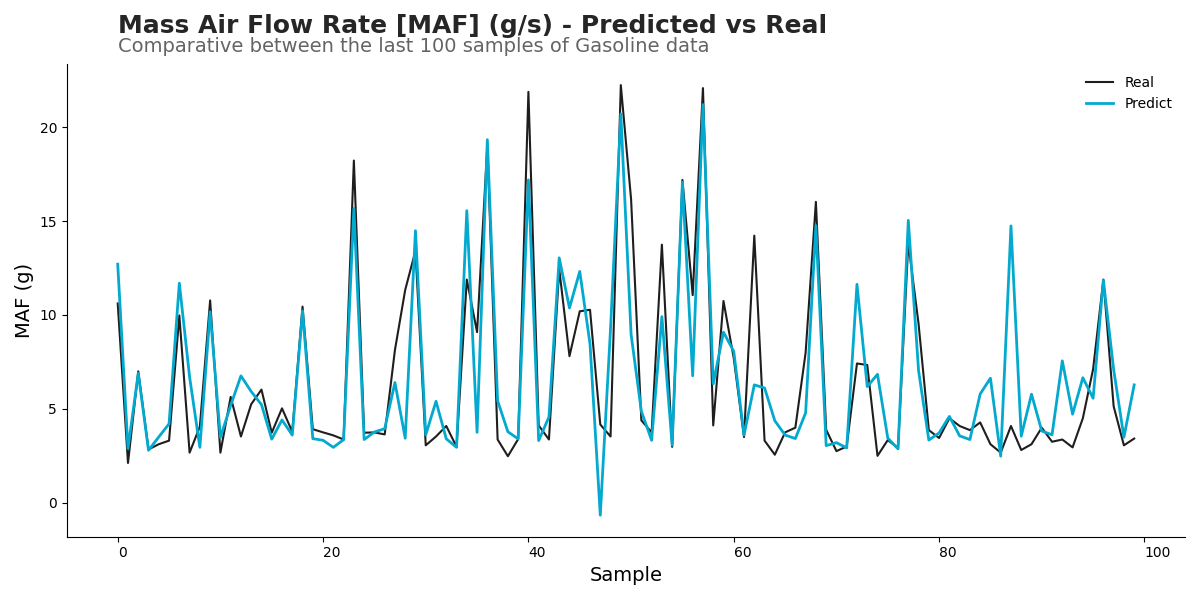 Mass Air Flow Rate [MAF] (g/s) - Predicted vs Real
Comparative between the last 100 samples of Gasoline data
Real
Predict
MAF (g)
20
15
10
5
0
0 20 40 60 80 100
Sample